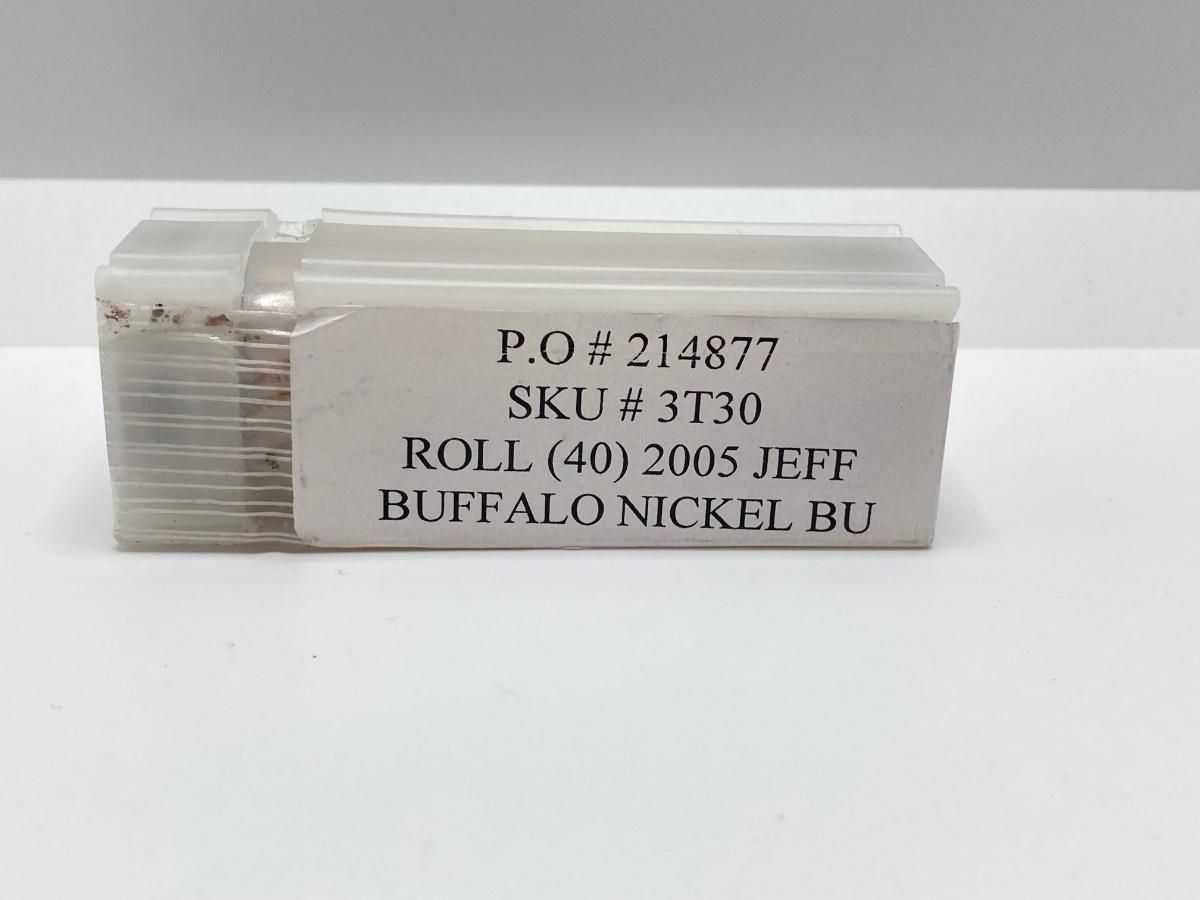 P.O # 214877
SKU # 3T30
ROLL (40) 2005 JEFF
BUFFALO NICKEL BU